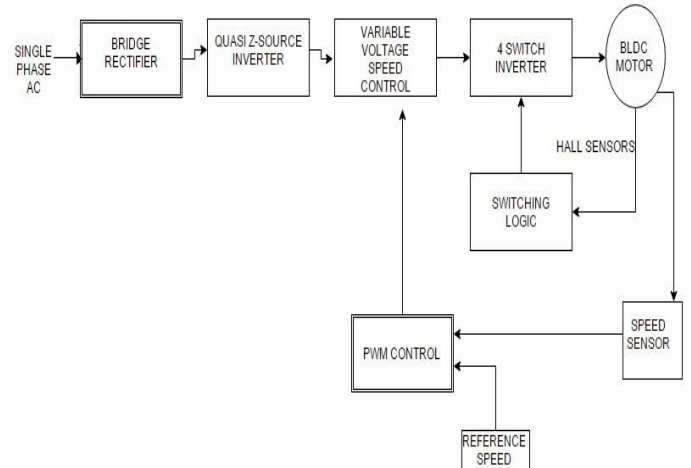 SINGLE
PHASE
AC
BRIDGE
RECTIFIER
QUASI Z-SOURCE
INVERTER
VARIABLE
VOLTAGE
SPEED
CONTROL
4 SWITCH
INVERTER
BLDC
MOTOR
HALL SENSORS
SWITCHING
LOGIC
SPEED
SENSOR
PWM CONTROL
REFERENCE
SPEED